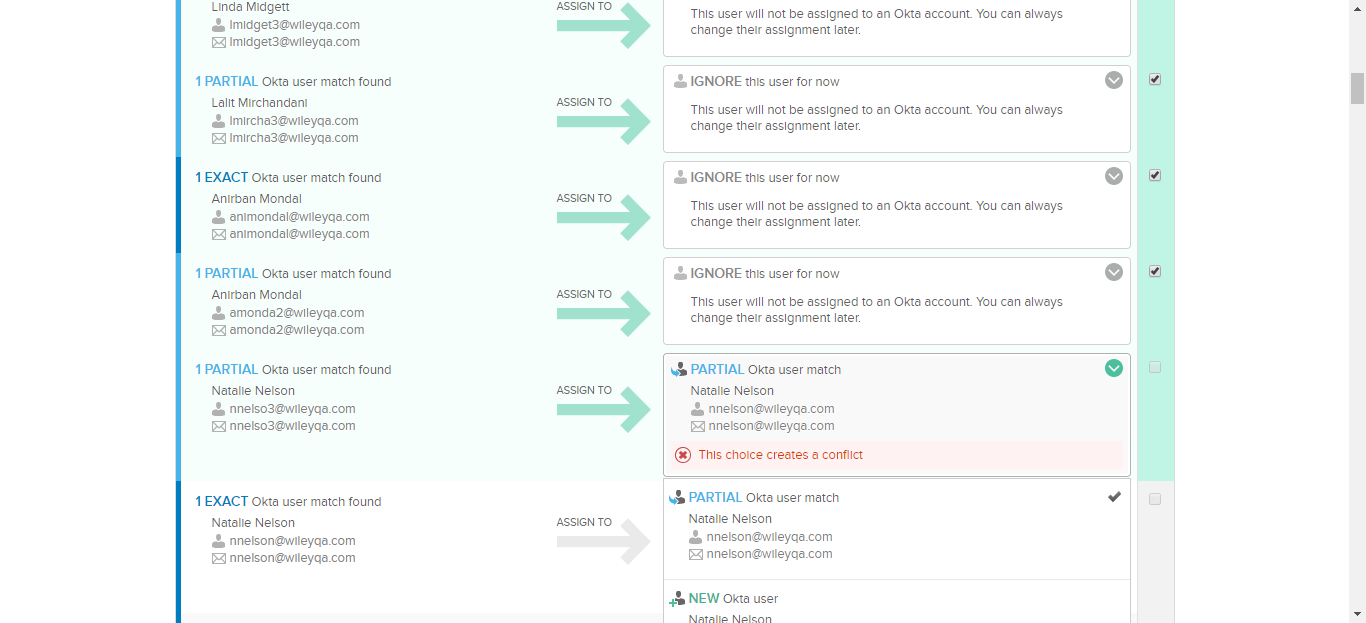 Linda Midgett
lmidget3@wileyqa.com
lmidget3@wileyqa.com
ASSIGN TO
This user will not be assigned to an Okta account. You can always
change their assignment later.
1 PARTIAL Okta user match found
Lalit Mirchandani
lmircha3@wileyqa.com
lmircha3@wileyqa.com
ASSIGN TO
IGNORE this user for now
This user will not be assigned to an Okta account. You can always
change their assignment later.
1 EXACT Okta user match found
Anirban Mondal
animondal@wileyqa.com
animondal@wileyqa.com
ASSIGN TO
IGNORE this user for now
This user will not be assigned to an Okta account. You can always
change their assignment later.
1 PARTIAL Okta user match found
Anirban Mondal
amonda2@wileyqa.com
amonda2@wileyqa.com
ASSIGN TO
IGNORE this user for now
This user will not be assigned to an Okta account. You can always
change their assignment later.
1 PARTIAL Okta user match found
Natalie Nelson
nnelso3@wileyqa.com
nnelso3@wileyqa.com
ASSIGN TO
PARTIAL Okta user match
Natalie Nelson
nnelson@wileyqa.com
nnelson@wileyqa.com
This choice creates a conflict
1 EXACT Okta user match found
Natalie Nelson
nnelson@wileyqa.com
nnelson@wileyqa.com
ASSIGN TO
PARTIAL Okta user match
Natalie Nelson
nnelson@wileyqa.com
nnelson@wileyqa.com
NEW Okta user
Natalie Nelson